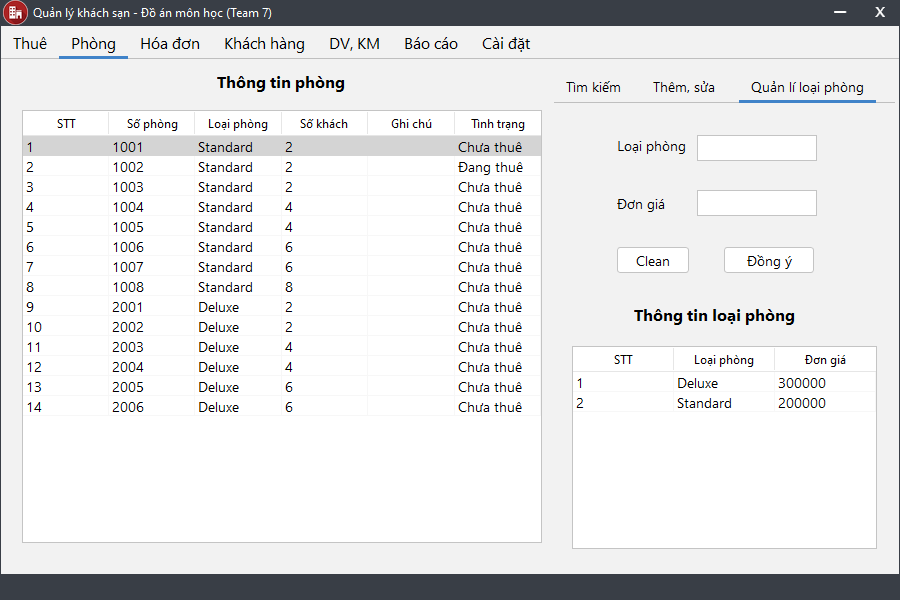 Quản lý khách sạn - Đồ án môn học (Team 7)
X
Thuê Phòng Hóa đơn Khách hàng DV, KM Báo cáo Cài đặt
Thông tin phòng
STT Số phòng Loại phòng Số khách Ghi chú Tình trạng
1 1001 Standard 2 Chưa thuê
2 1002 Standard 2 Đang thuê
3 1003 Standard 2 Chưa thuê
4 1004 Standard 4 Chưa thuê
5 1005 Standard 4 Chưa thuê
6 1006 Standard 6 Chưa thuê
7 1007 Standard 6 Chưa thuê
8 1008 Standard 8 Chưa thuê
9 2001 Deluxe 2 Chưa thuê
10 2002 Deluxe 2 Chưa thuê
11 2003 Deluxe 4 Chưa thuê
12 2004 Deluxe 4 Chưa thuê
13 2005 Deluxe 6 Chưa thuê
14 2006 Deluxe 6 Chưa thuê
Tìm kiếm Thêm, sửa Quản lí loại phòng
Loại phòng
Đơn giá
Clean Đồng ý
Thông tin loại phòng
STT Loại phòng Đơn giá
1 Deluxe 300000
2 Standard 200000